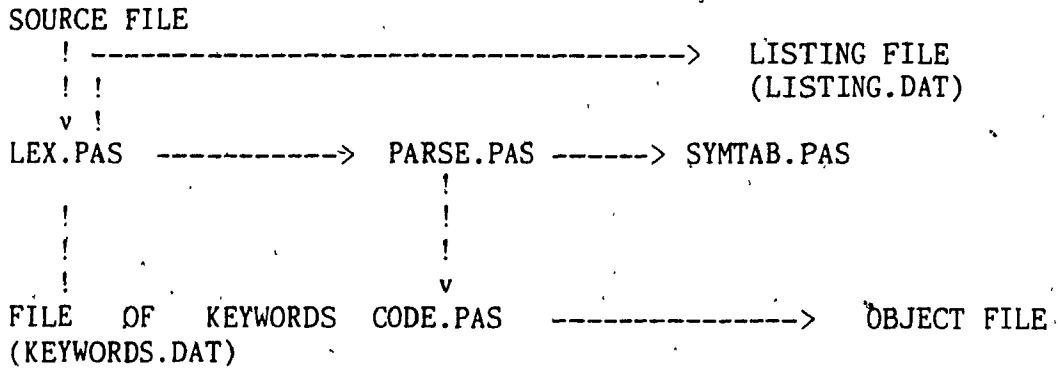 SOURCE FILE
! ----------------------------------> LISTING FILE
! ! (LISTING.DAT)
v !
LEX.PAS -----------> PARSE.PAS ------> SYMTAB.PAS
!
! !
! !
! v
FILE OF KEYWORDS CODE.PAS ---------------> OBJECT FILE
(KEYWORDS.DAT)